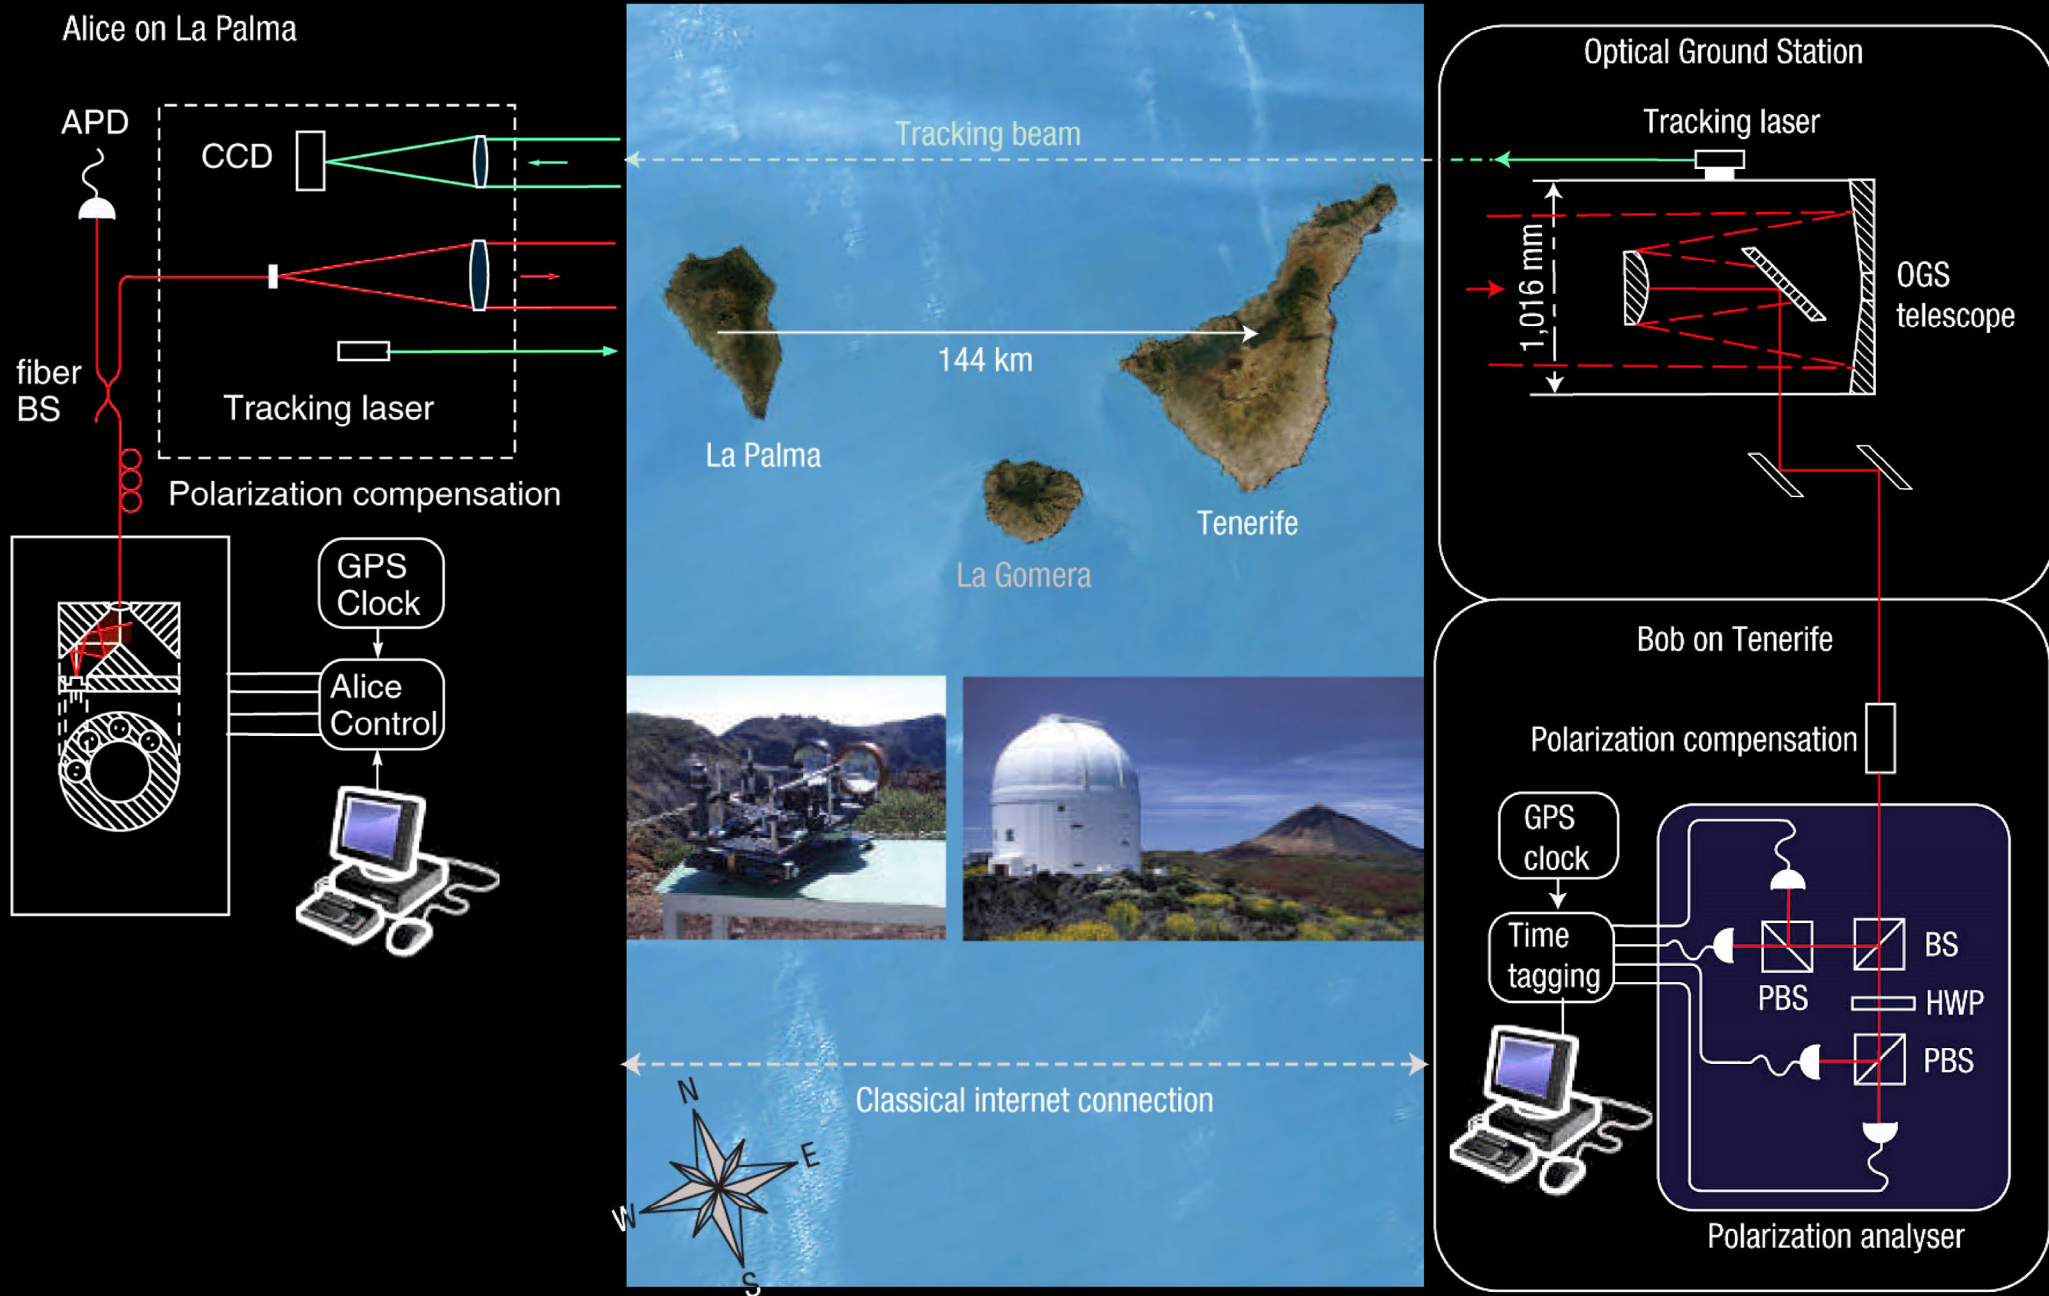 Alice on La Palma
APD
CCD
fiber
BS
Tracking laser
Polarization compensation
GPS
Clock
Alice
Control
Tracking beam
144 km
La Palma
Tenerife
La Gomera
Classical internet connection
N
E
W
S
Optical Ground Station
Tracking laser
1,016 mm
OGS
telescope
Bob on Tenerife
Polarization compensation
GPS
clock
Time
tagging
BS
PBS
HWP
PBS
Polarization analyser